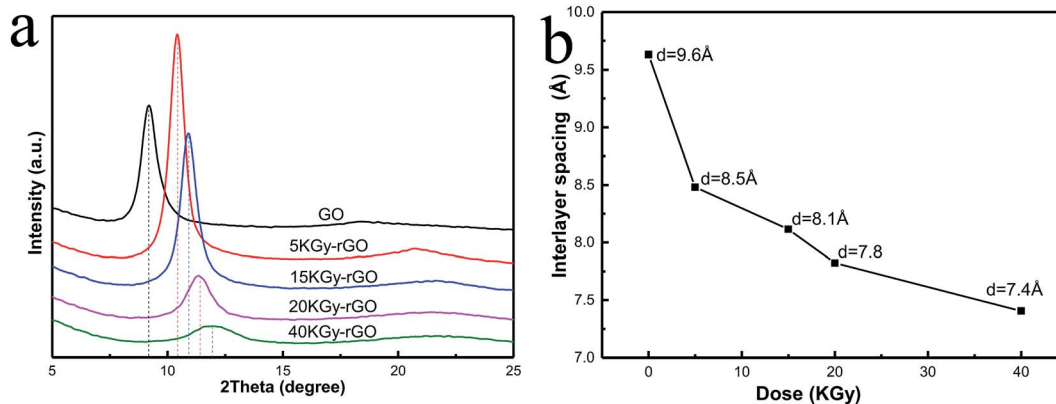 a
Intensity (a.u.)
GO
5KGy-rGO
15KGy-rGO
20KGy-rGO
40KGy-rGO
5
10
15
20
25
2Theta (degree)
b
Interlayer spacing (Å)
10.0
9.5
9.0
8.5
8.0
7.5
7.0
d=9.6Å
d=8.5Å
d=8.1Å
d=7.8
d=7.4Å
0
10
20
30
40
Dose (KGy)